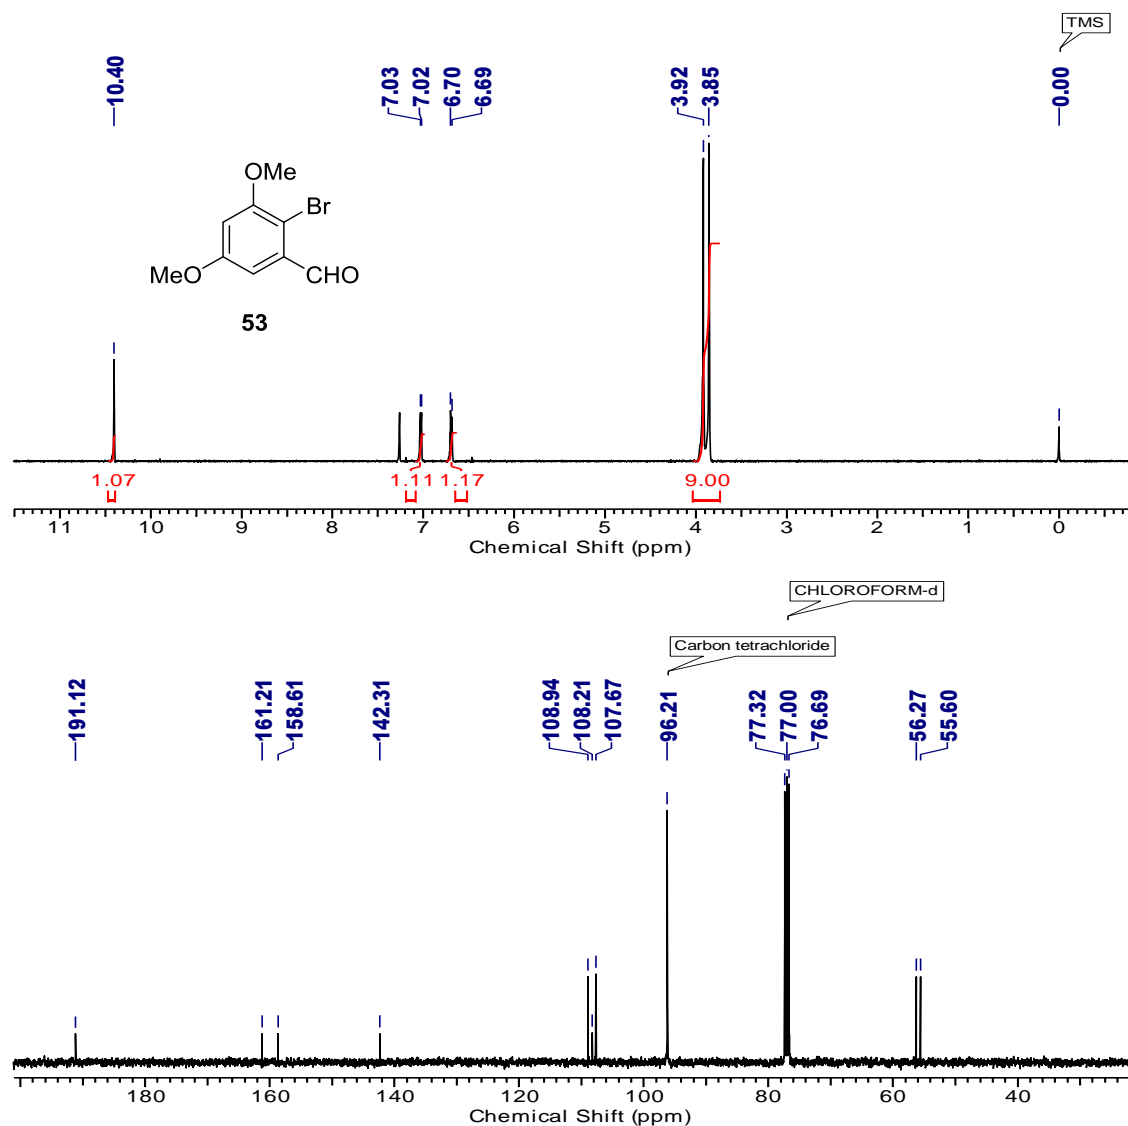 TMS
10.40
7.03
7.02
6.70
6.69
3.92
3.85
0.00
OMe
Br
MeO
CHO
53
1.07
1.11
1.17
9.00
11 10 9 8 7 6 5 4 3 2 1 0
Chemical Shift (ppm)
CHLOROFORM-d
Carbon tetrachloride
191.12
161.21
158.61
142.31
108.94
108.21
107.67
96.21
77.32
77.00
76.69
56.27
55.60
180 160 140 120 100 80 60 40
Chemical Shift (ppm)